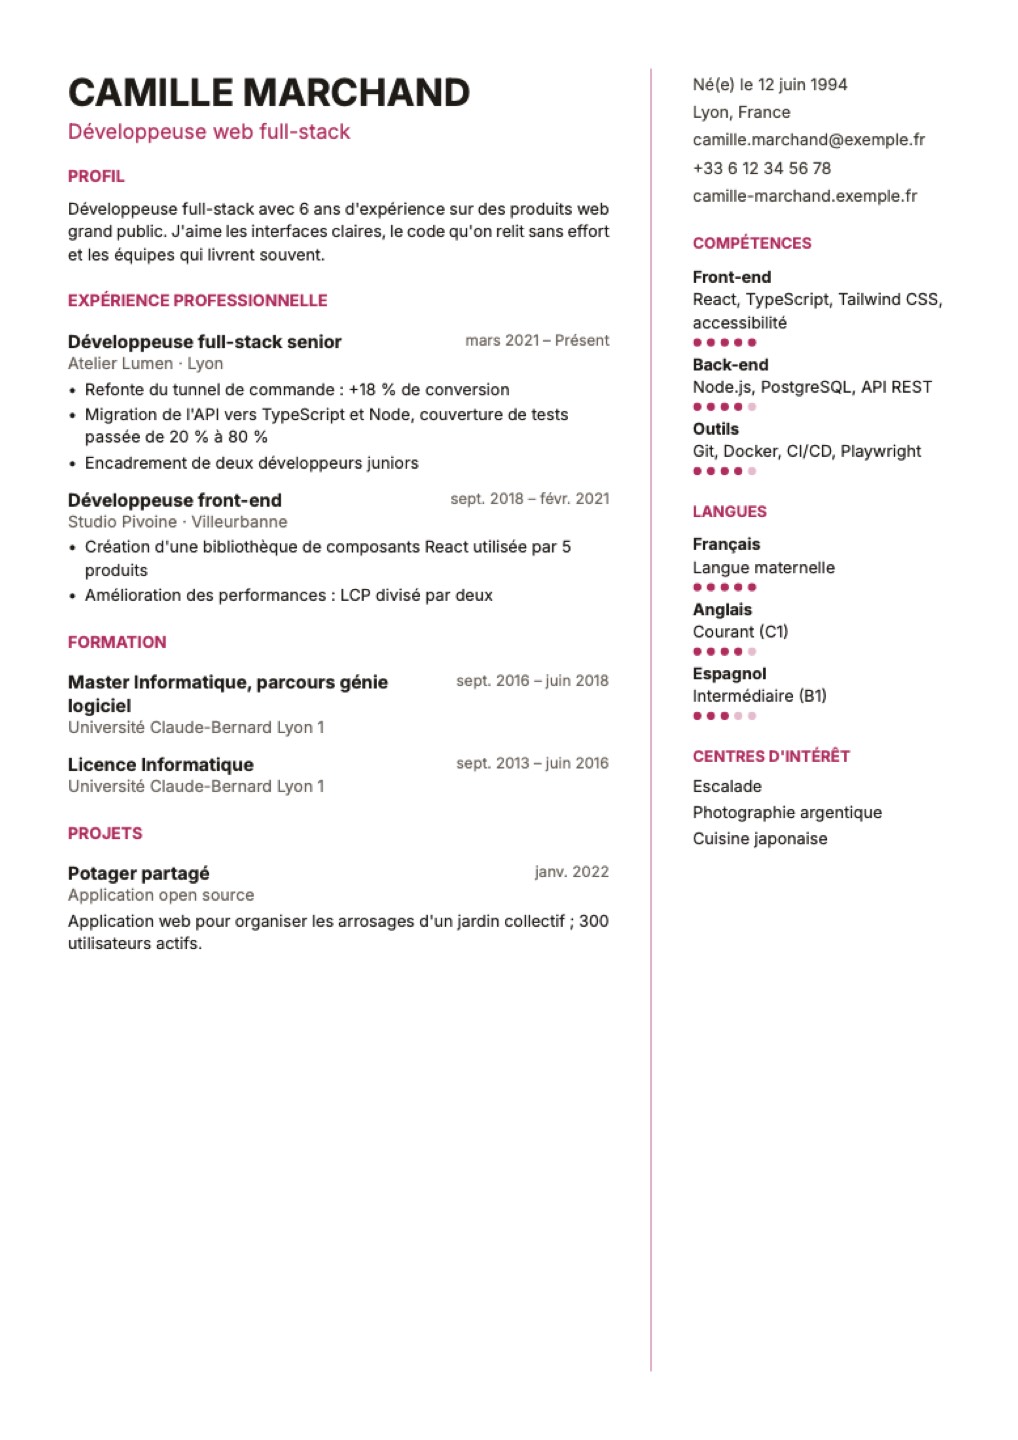 CAMILLE MARCHAND
Développeuse web full-stack
PROFIL
Développeuse full-stack avec 6 ans d'expérience sur des produits web
grand public. J'aime les interfaces claires, le code qu'on relit sans effort
et les équipes qui livrent souvent.
EXPÉRIENCE PROFESSIONNELLE
Développeuse full-stack senior
mars 2021 – Présent
Atelier Lumen · Lyon
• Refonte du tunnel de commande : +18 % de conversion
• Migration de l'API vers TypeScript et Node, couverture de tests
passée de 20 % à 80 %
• Encadrement de deux développeurs juniors
Développeuse front-end
sept. 2018 – févr. 2021
Studio Pivoine · Villeurbanne
• Création d'une bibliothèque de composants React utilisée par 5
produits
• Amélioration des performances : LCP divisé par deux
FORMATION
Master Informatique, parcours génie
logiciel
sept. 2016 – juin 2018
Université Claude-Bernard Lyon 1
Licence Informatique
sept. 2013 – juin 2016
Université Claude-Bernard Lyon 1
PROJETS
Potager partagé
janv. 2022
Application open source
Application web pour organiser les arrosages d'un jardin collectif ; 300
utilisateurs actifs.
Né(e) le 12 juin 1994
Lyon, France
camille.marchand@exemple.fr
+33 6 12 34 56 78
camille-marchand.exemple.fr
COMPÉTENCES
Front-end
React, TypeScript, Tailwind CSS,
accessibilité
Back-end
Node.js, PostgreSQL, API REST
Outils
Git, Docker, CI/CD, Playwright
LANGUES
Français
Langue maternelle
Anglais
Courant (C1)
Espagnol
Intermédiaire (B1)
CENTRES D'INTÉRÊT
Escalade
Photographie argentique
Cuisine japonaise